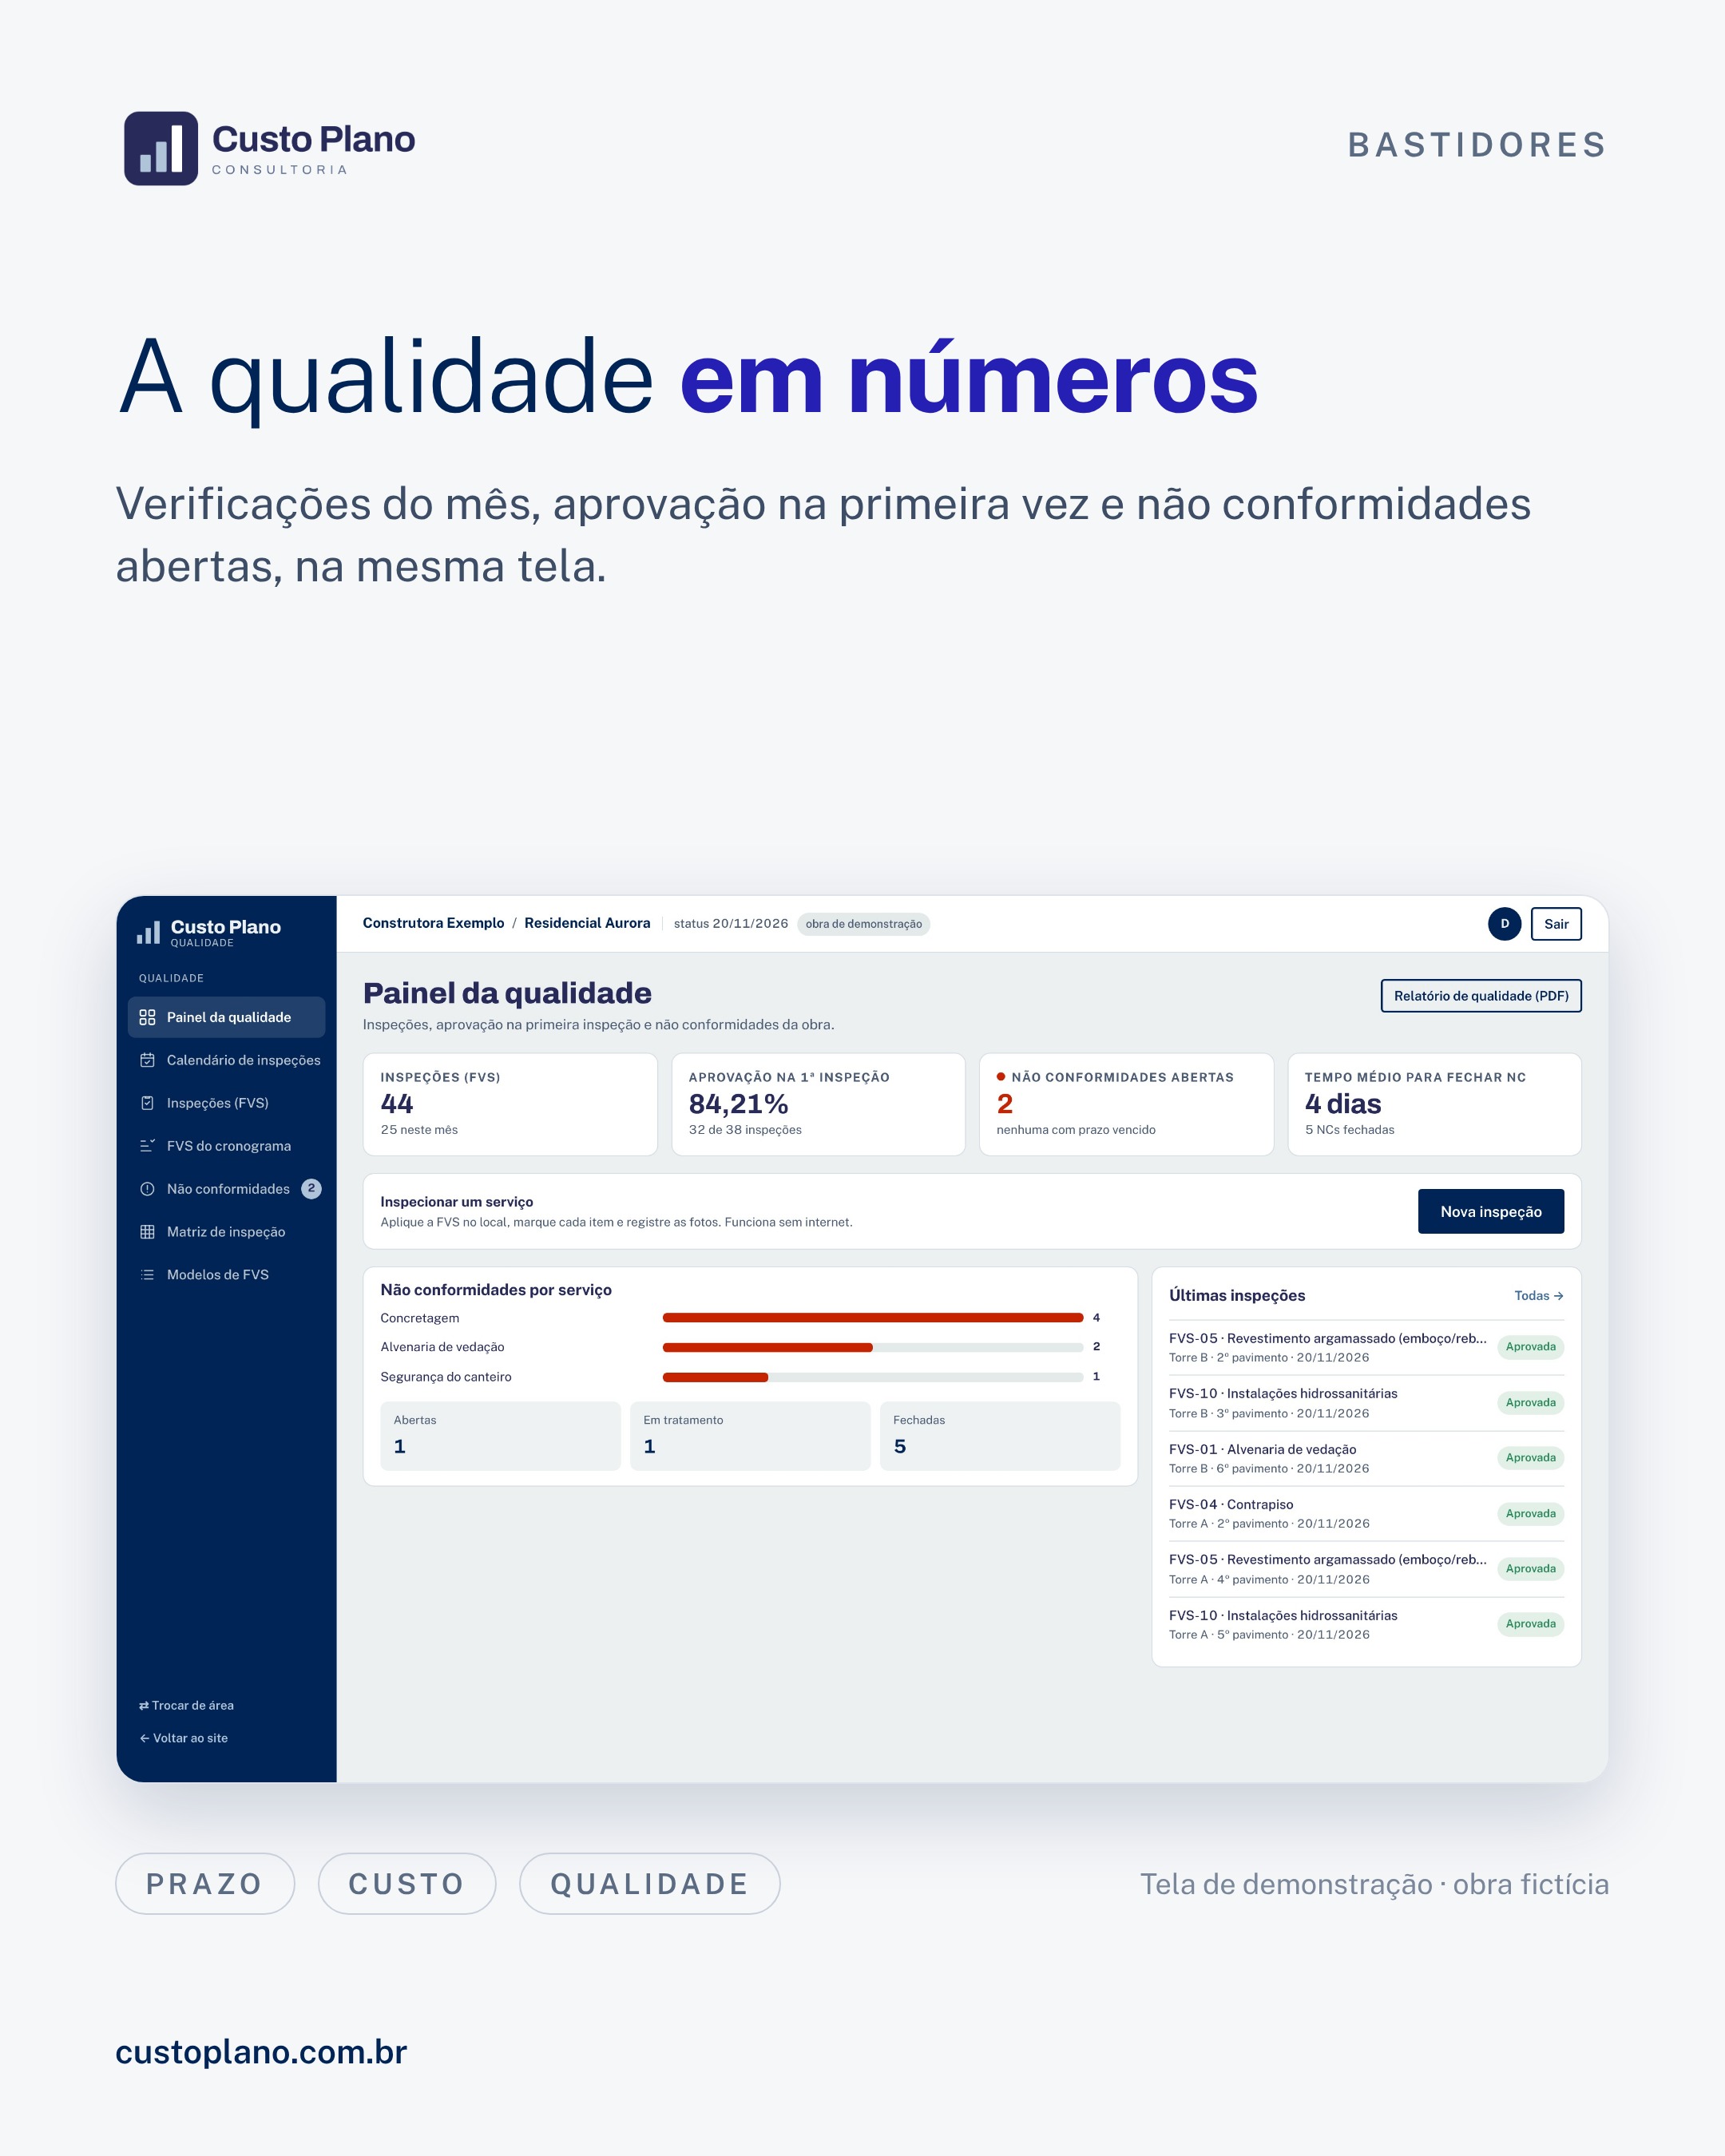 Custo Plano
CONSULTORIA
BASTIDORES
A qualidade em números
Verificações do mês, aprovação na primeira vez e não conformidades
abertas, na mesma tela.
Custo Plano
QUALIDADE
QUALIDADE
Painel da qualidade
Calendário de inspeções
Inspeções (FVS)
FVS do cronograma
Não conformidades 2
Matriz de inspeção
Modelos de FVS
⇄ Trocar de área
← Voltar ao site
Construtora Exemplo / Residencial Aurora status 20/11/2026 obra de demonstração
D
Sair
Painel da qualidade
Inspeções, aprovação na primeira inspeção e não conformidades da obra.
Relatório de qualidade (PDF)
INSPEÇÕES (FVS)
44
25 neste mês
APROVAÇÃO NA 1ª INSPEÇÃO
84,21%
32 de 38 inspeções
NÃO CONFORMIDADES ABERTAS
2
nenhuma com prazo vencido
TEMPO MÉDIO PARA FECHAR NC
4 dias
5 NCs fechadas
Inspecionar um serviço
Aplique a FVS no local, marque cada item e registre as fotos. Funciona sem internet.
Nova inspeção
Não conformidades por serviço
Concretagem 4
Alvenaria de vedação 2
Segurança do canteiro 1
Abertas
1
Em tratamento
1
Fechadas
5
Últimas inspeções
Todas →
FVS-05 · Revestimento argamassado (emboço/reb...
Torre B · 2º pavimento · 20/11/2026
Aprovada
FVS-10 · Instalações hidrossanitárias
Torre B · 3º pavimento · 20/11/2026
Aprovada
FVS-01 · Alvenaria de vedação
Torre B · 6º pavimento · 20/11/2026
Aprovada
FVS-04 · Contrapiso
Torre A · 2º pavimento · 20/11/2026
Aprovada
FVS-05 · Revestimento argamassado (emboço/reb...
Torre A · 4º pavimento · 20/11/2026
Aprovada
FVS-10 · Instalações hidrossanitárias
Torre A · 5º pavimento · 20/11/2026
Aprovada
PRAZO
CUSTO
QUALIDADE
Tela de demonstração · obra fictícia
custoplano.com.br